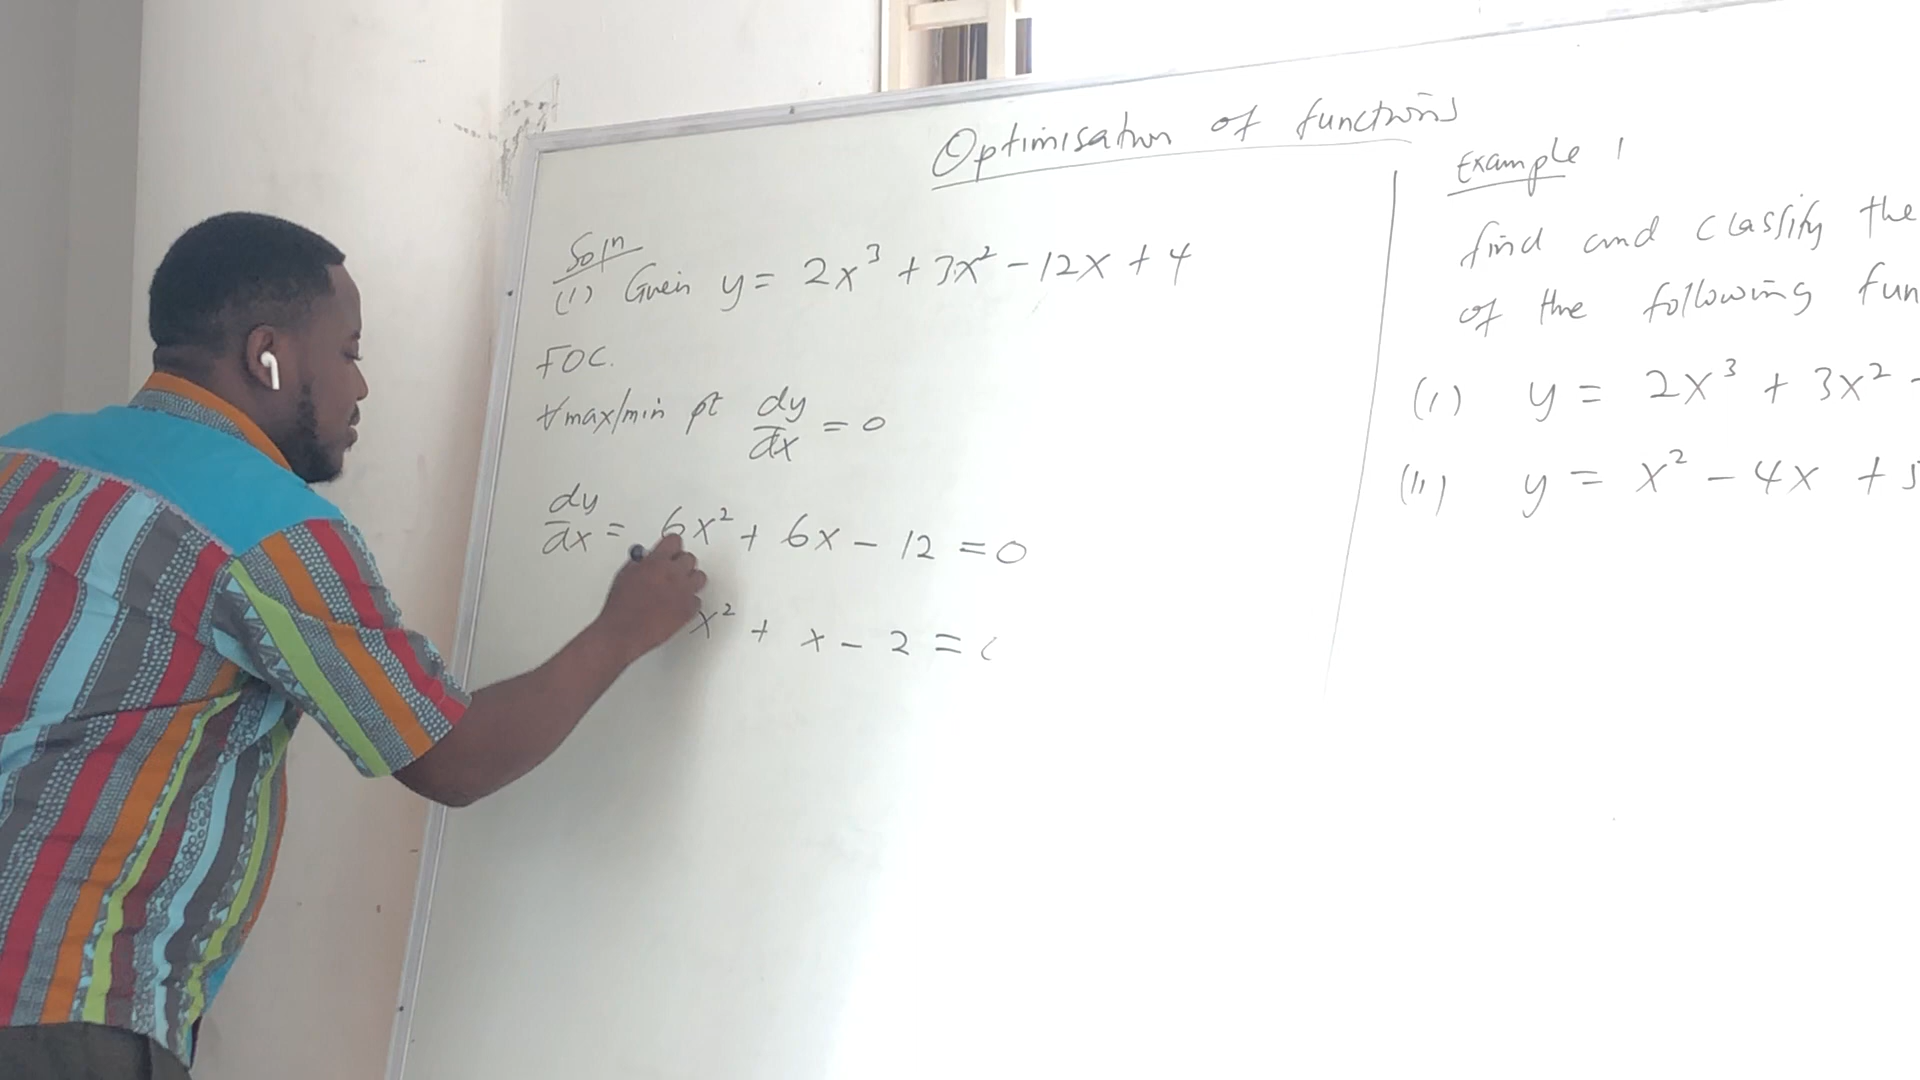 Optimisation of functions
Soln
(1) Given y = 2x³ + 3x² - 12x + 4
FOC.
∀max/min pt dy/dx = 0
dy/dx = 6x² + 6x - 12 = 0
x² + x - 2 = 0
Example 1
find and classify the
of the following fun
(1) y = 2x³ + 3x² -
(11) y = x² - 4x + 5